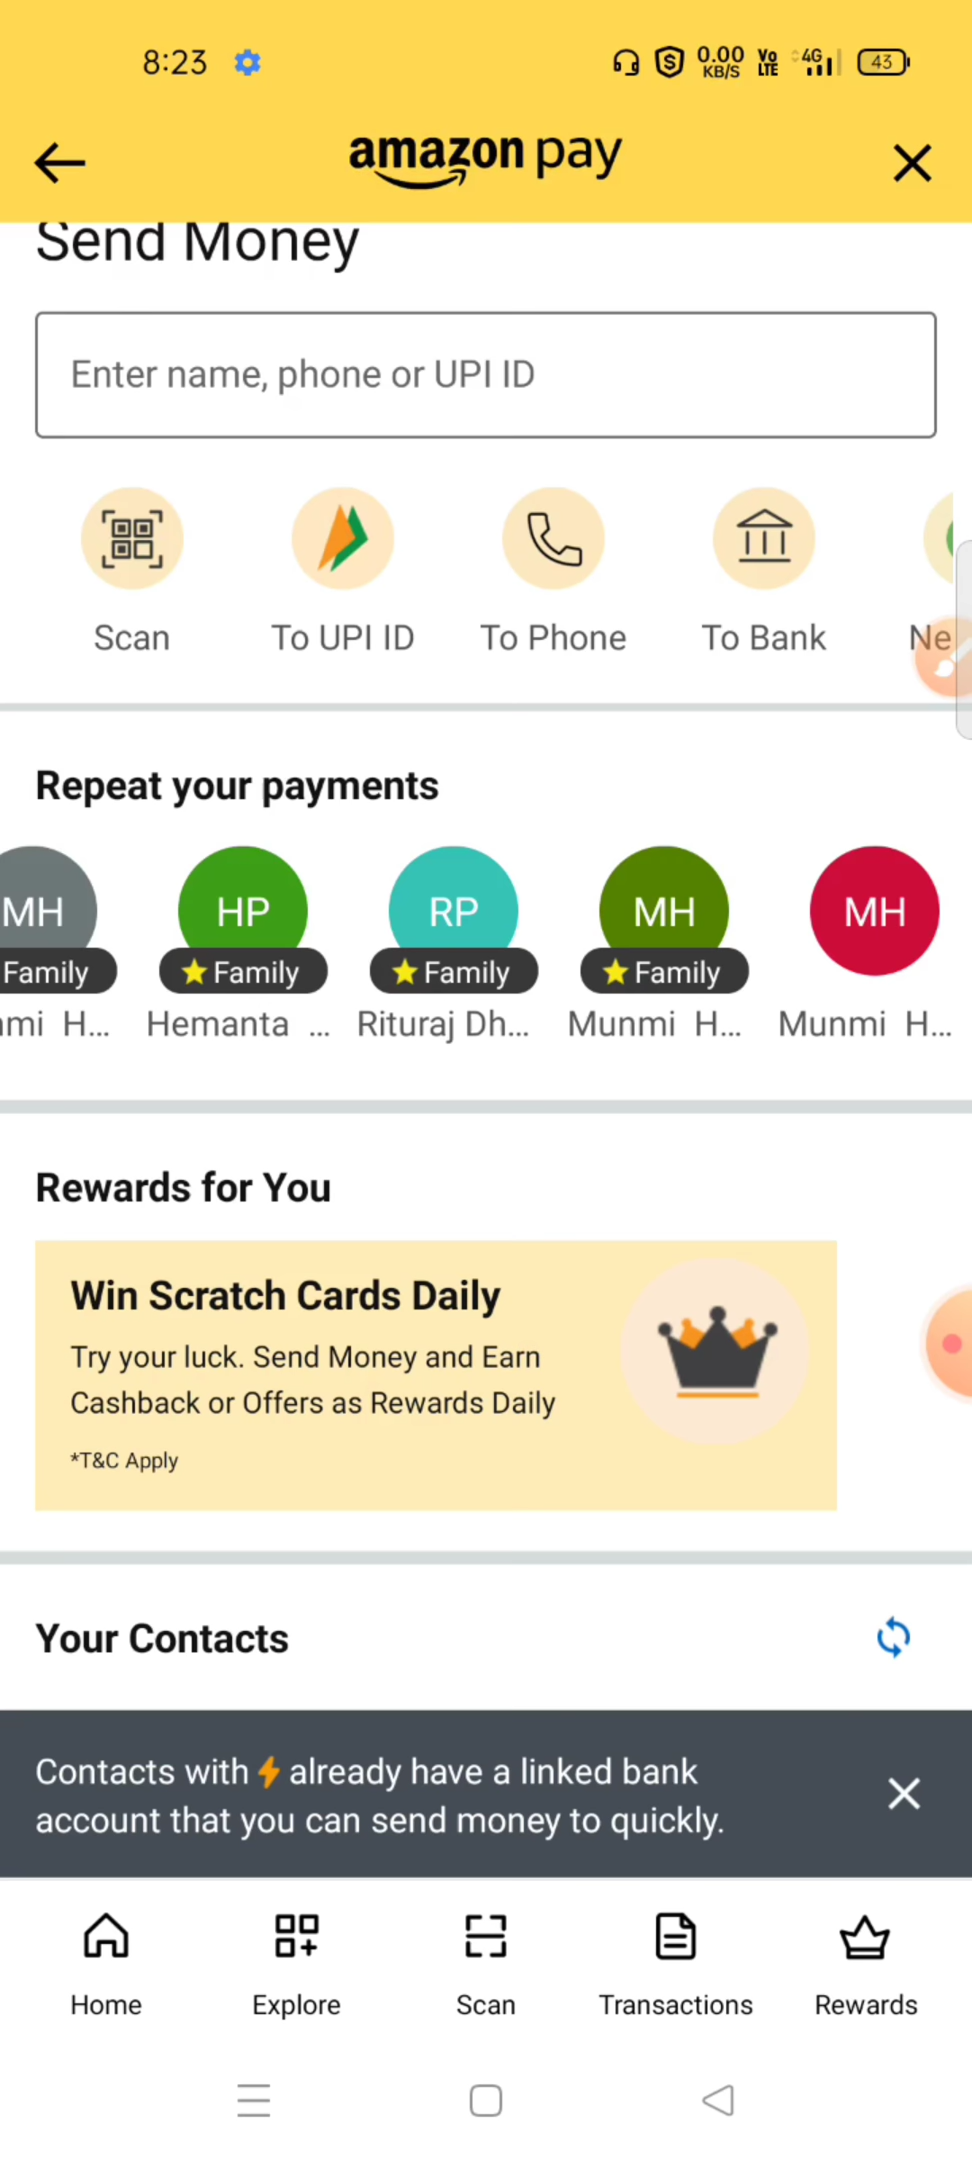 8:23 0.00 KB/S Vo LTE 4G 43
amazon pay
Send Money
Enter name, phone or UPI ID
Scan To UPI ID To Phone To Bank Ne
Repeat your payments
MH HP RP MH MH
Family Family Family Family
mi H... Hemanta ... Rituraj Dh... Munmi H... Munmi H...
Rewards for You
Win Scratch Cards Daily
Try your luck. Send Money and Earn
Cashback or Offers as Rewards Daily
*T&C Apply
Your Contacts
Contacts with already have a linked bank
account that you can send money to quickly.
Home Explore Scan Transactions Rewards